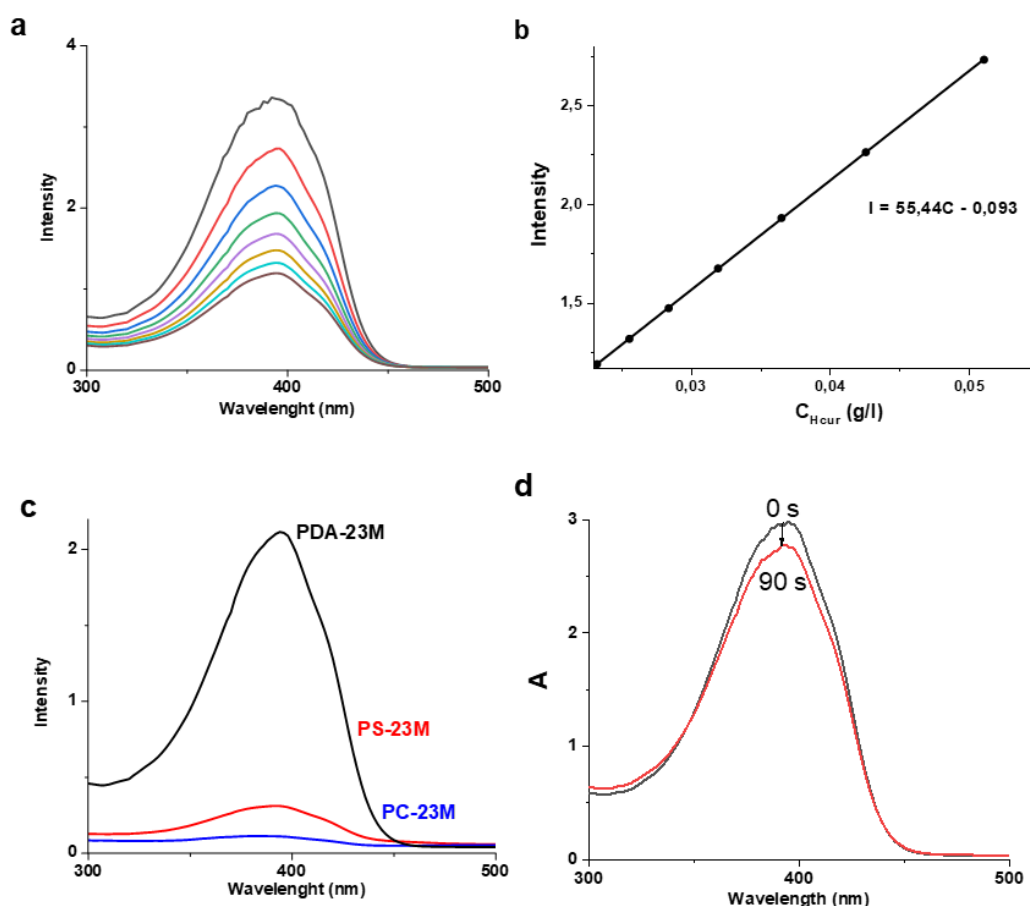 a
4
2
0
Intensity
300
400
500
Wavelenght (nm)
b
2,5
2,0
1,5
Intensity
I = 55,44C - 0,093
0,03
0,04
0,05
C_Hcur (g/l)
c
2
1
0
Intensity
PDA-23M
PS-23M
PC-23M
300
400
500
Wavelenght (nm)
d
3
2
1
0
A
0 s
90 s
300
400
500
Wavelength (nm)